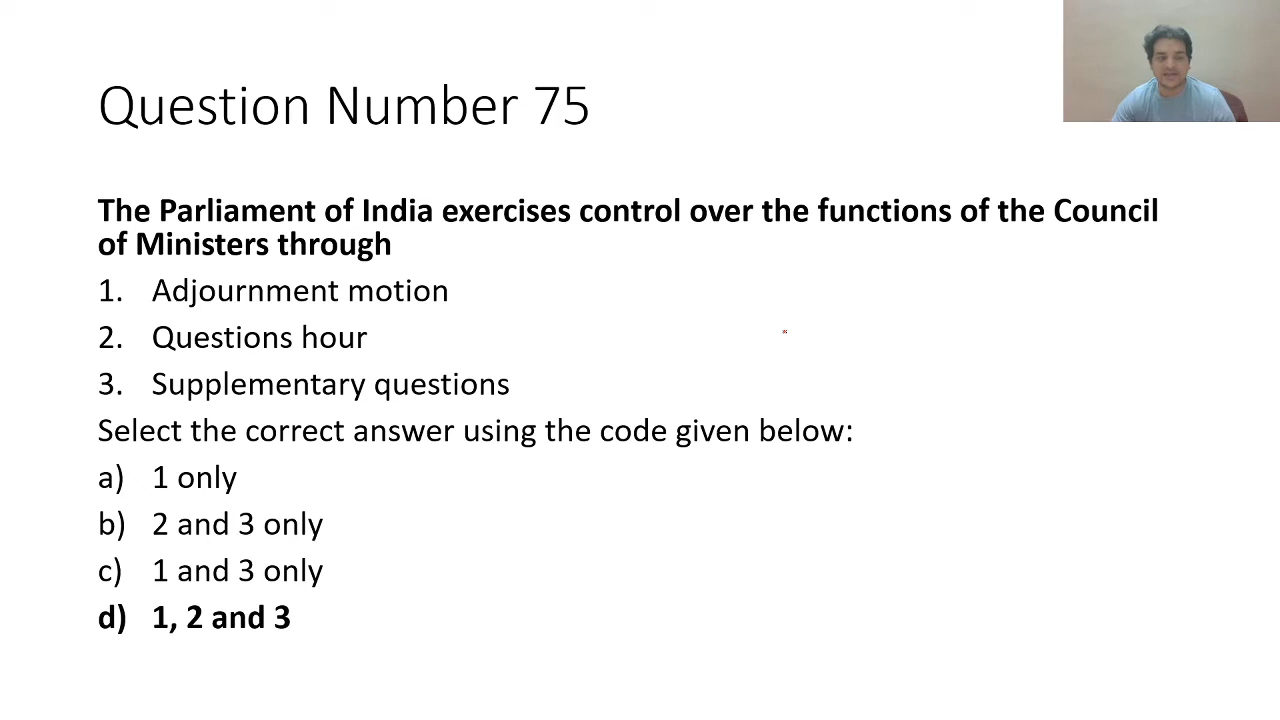 Question Number 75
The Parliament of India exercises control over the functions of the Council
of Ministers through
1. Adjournment motion
2. Questions hour
3. Supplementary questions
Select the correct answer using the code given below:
a) 1 only
b) 2 and 3 only
c) 1 and 3 only
d) 1, 2 and 3